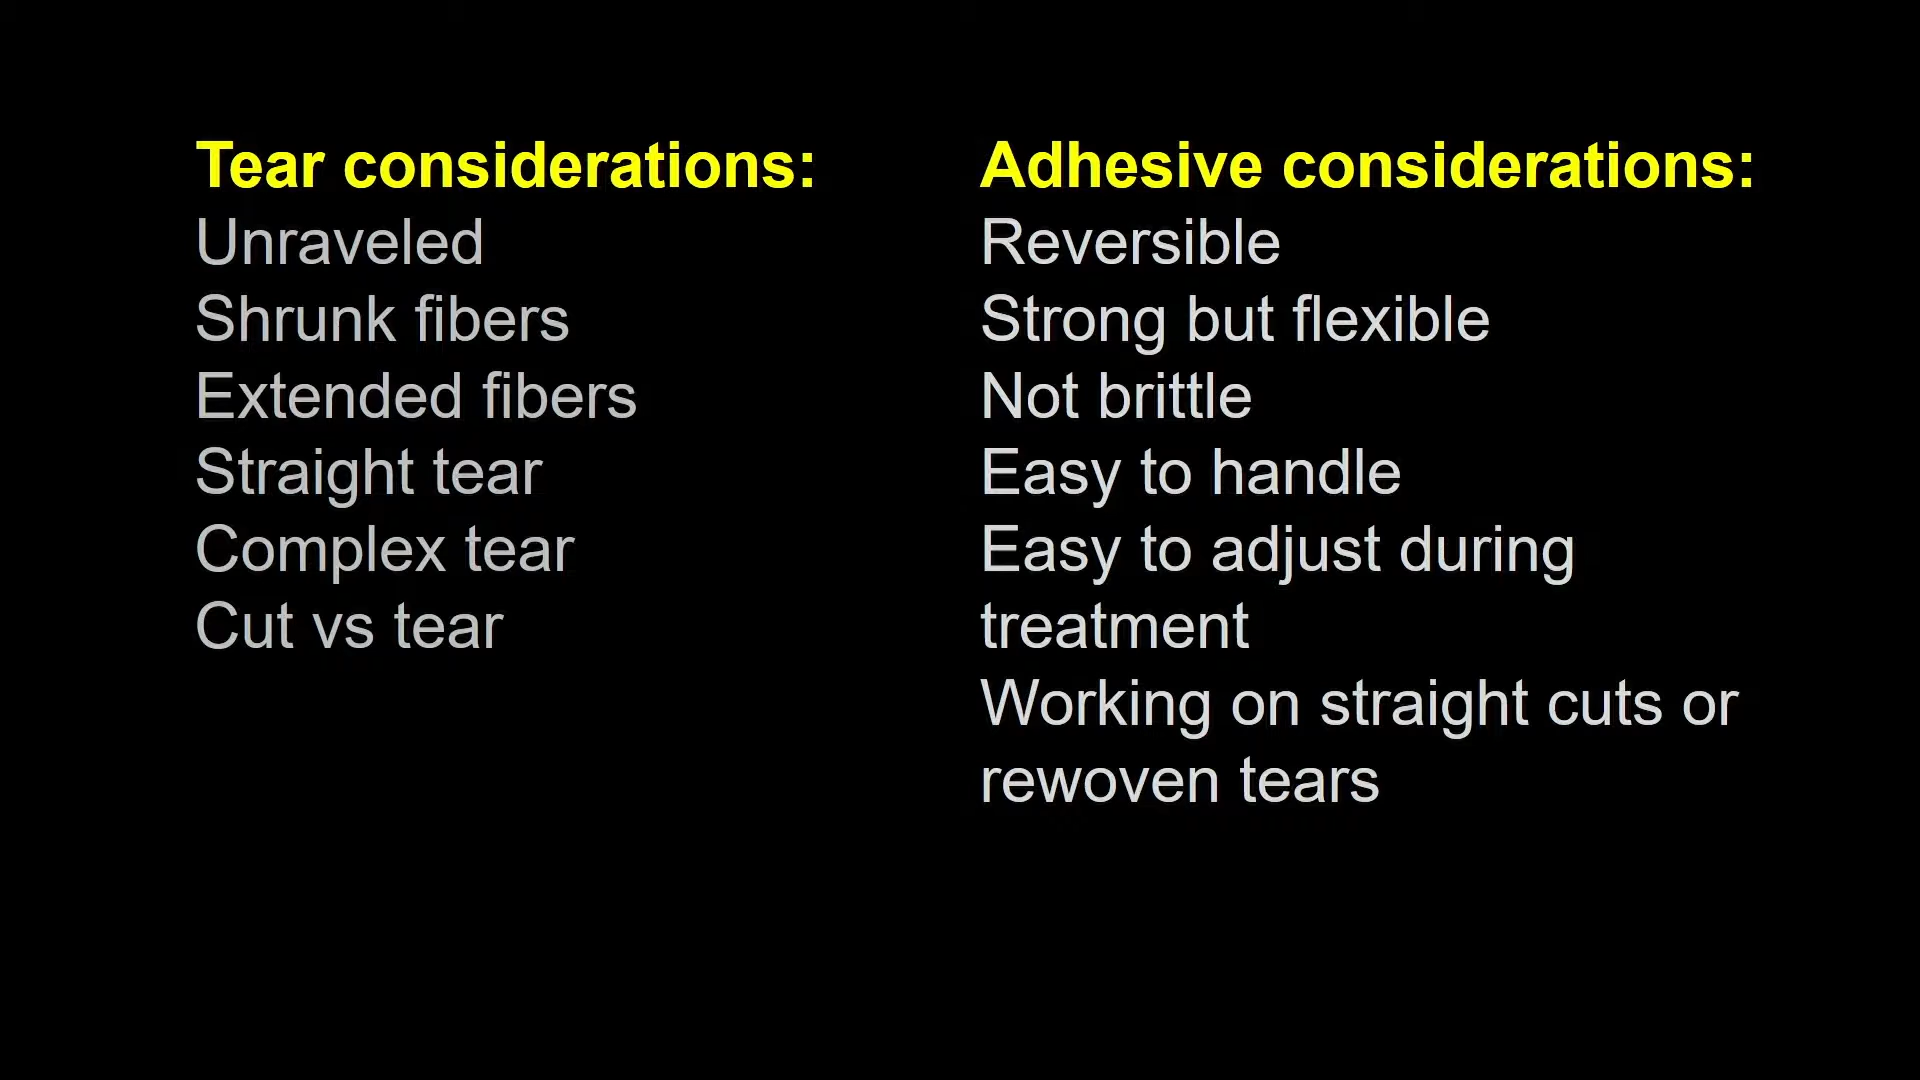 Tear considerations:
Unraveled
Shrunk fibers
Extended fibers
Straight tear
Complex tear
Cut vs tear
Adhesive considerations:
Reversible
Strong but flexible
Not brittle
Easy to handle
Easy to adjust during
treatment
Working on straight cuts or
rewoven tears